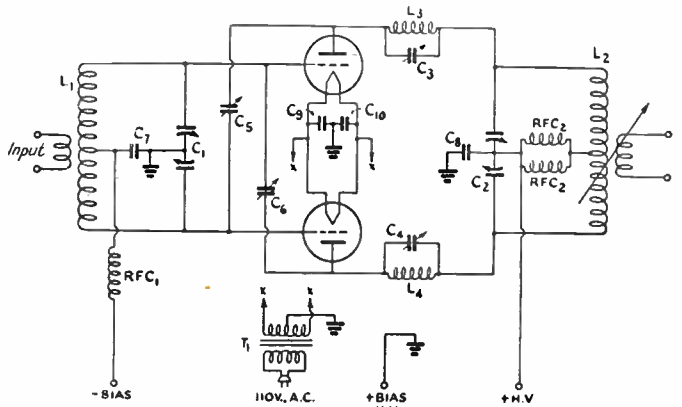 L3
C3
L1
L2
C9
C10
C5
C7
C1
Input
C8
C2
RFC2
RFC2
x
x
C6
C4
L4
RFC1
x
x
T1
-BIAS
110V., A.C.
+BIAS
+H.V